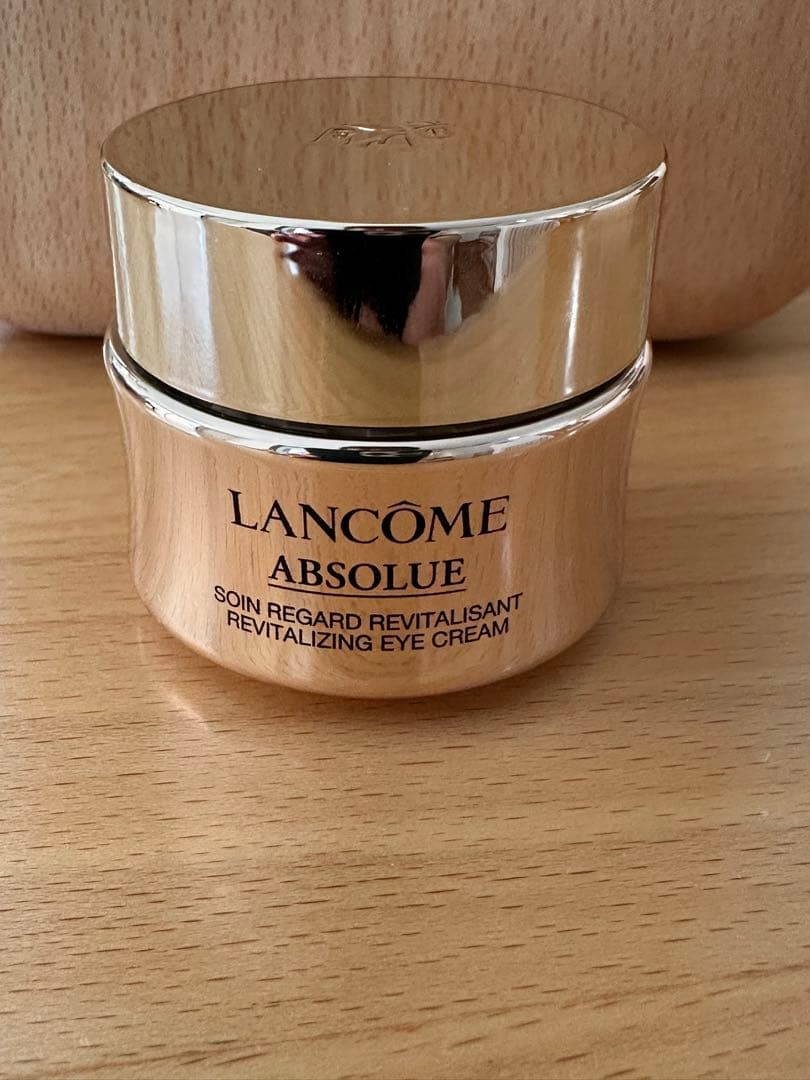 LANCÔME
ABSOLUE
SOIN REGARD REVITALISANT
REVITALIZING EYE CREAM